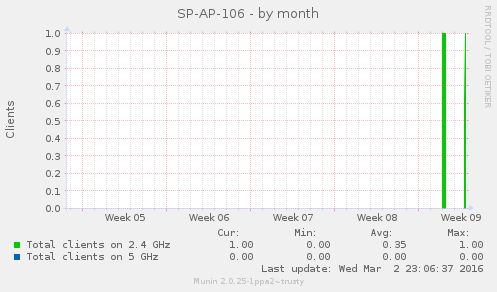 SP-AP-106 - by month
RRDTOOL / TOBI OETIKER
Clients
1.0
0.9
0.8
0.7
0.6
0.5
0.4
0.3
0.2
0.1
0.0
Week 05 Week 06 Week 07 Week 08 Week 09
Cur: Min: Avg: Max:
Total clients on 2.4 GHz 1.00 0.00 0.35 1.00
Total clients on 5 GHz 0.00 0.00 0.00 0.00
Last update: Wed Mar 2 23:06:37 2016
Munin 2.0.25-1ppa2~trusty